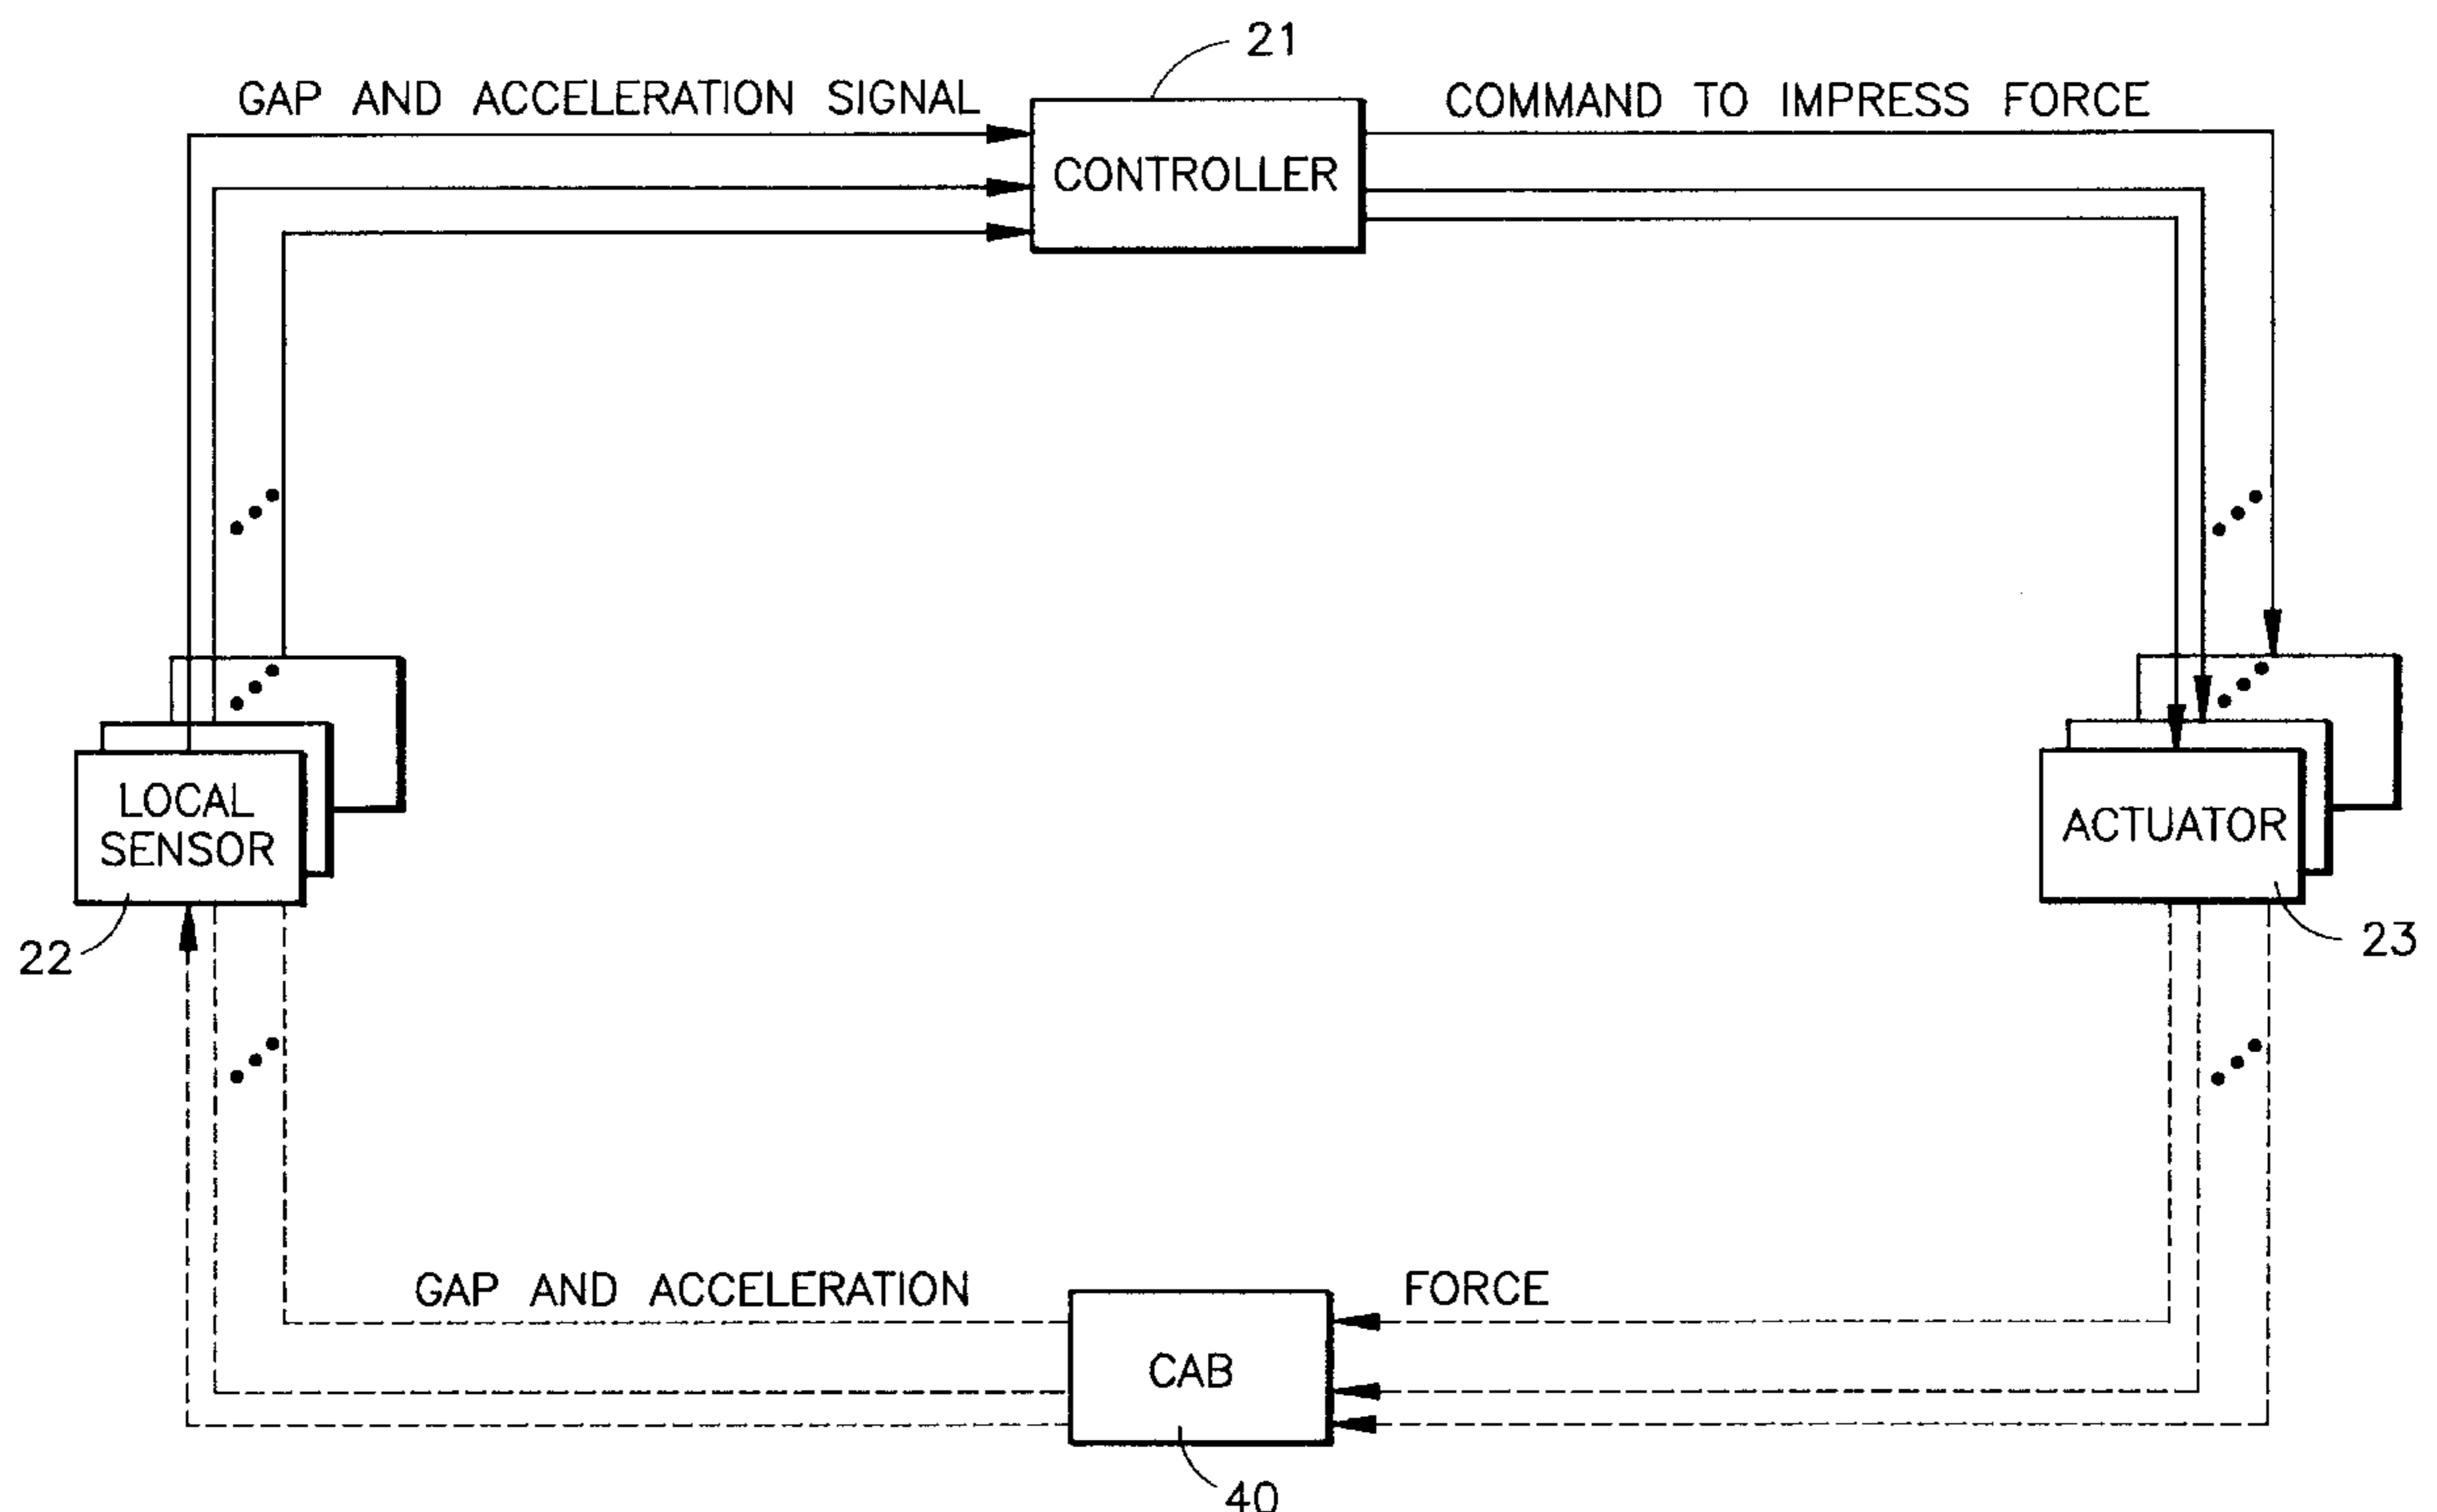 21
GAP AND ACCELERATION SIGNAL
COMMAND TO IMPRESS FORCE
CONTROLLER
LOCAL
SENSOR
ACTUATOR
22
23
GAP AND ACCELERATION
FORCE
CAB
40